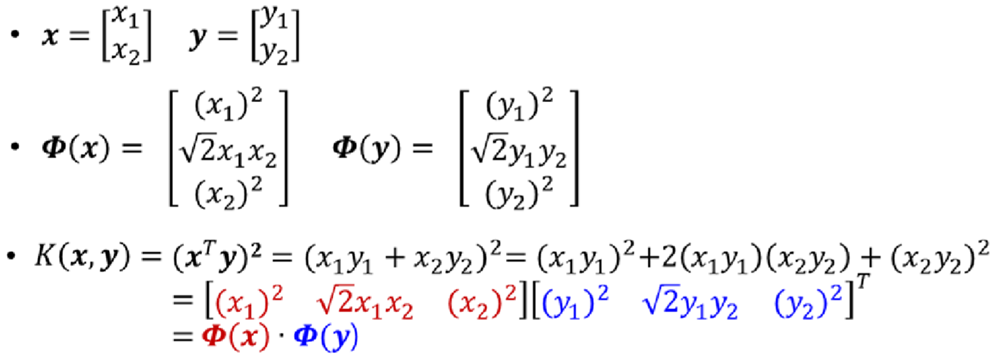 • x = [x₁ x₂] y = [y₁ y₂]
• Φ(x) = [(x₁)² √2x₁x₂ (x₂)²] Φ(y) = [(y₁)² √2y₁y₂ (y₂)²]
• K(x, y) = (xᵀy)² = (x₁y₁ + x₂y₂)²= (x₁y₁)²+2(x₁y₁)(x₂y₂) + (x₂y₂)²
= [(x₁)² √2x₁x₂ (x₂)²][(y₁)² √2y₁y₂ (y₂)²]ᵀ
= Φ(x) · Φ(y)